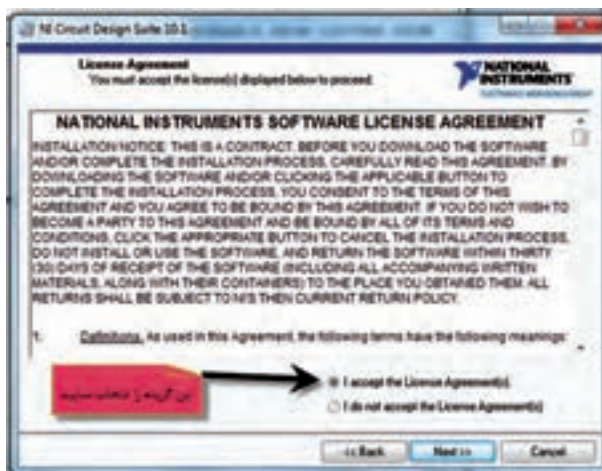 NI Circuit Design Suite 10.1
License Agreement
You must accept the license(s) displayed below to proceed.
NATIONAL INSTRUMENTS
NATIONAL INSTRUMENTS SOFTWARE LICENSE AGREEMENT
INSTALLATION NOTICE: THIS IS A CONTRACT. BEFORE YOU DOWNLOAD THE SOFTWARE
AND/OR COMPLETE THE INSTALLATION PROCESS, CAREFULLY READ THIS AGREEMENT. BY
DOWNLOADING THE SOFTWARE AND/OR CLICKING THE APPLICABLE BUTTON TO
COMPLETE THE INSTALLATION PROCESS, YOU CONSENT TO THE TERMS OF THIS
AGREEMENT AND YOU AGREE TO BE BOUND BY THIS AGREEMENT. IF YOU DO NOT WISH TO
BECOME A PARTY TO THIS AGREEMENT AND BE BOUND BY ALL OF ITS TERMS AND
CONDITIONS, CLICK THE APPROPRIATE BUTTON TO CANCEL THE INSTALLATION PROCESS,
DO NOT INSTALL OR USE THE SOFTWARE, AND RETURN THE SOFTWARE WITHIN THIRTY
(30) DAYS OF RECEIPT OF THE SOFTWARE (INCLUDING ALL ACCOMPANYING WRITTEN
MATERIALS, ALONG WITH THEIR CONTAINERS) TO THE PLACE YOU OBTAINED THEM. ALL
RETURNS SHALL BE SUBJECT TO NI'S THEN CURRENT RETURN POLICY.
1. Definitions. As used in this Agreement, the following terms have the following meanings:
این گزینه را انتخاب نمایید
I accept the License Agreement(s).
I do not accept the License Agreement(s).
<< Back Next >> Cancel